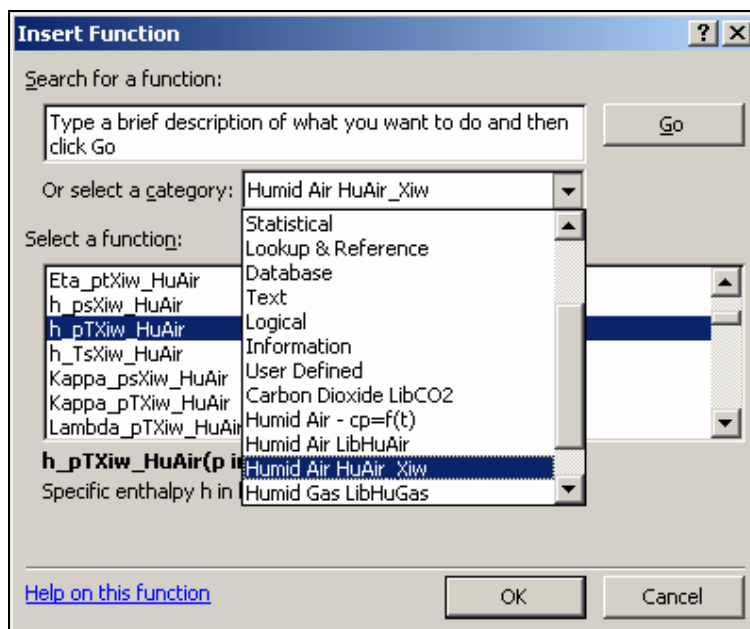 Insert Function
Search for a function:
Type a brief description of what you want to do and then
click Go
Go
Or select a category:
Humid Air HuAir_Xiw
Statistical
Lookup & Reference
Database
Text
Logical
Information
User Defined
Carbon Dioxide LibCO2
Humid Air - cp=f(t)
Humid Air LibHuAir
Humid Air HuAir_Xiw
Humid Gas LibHuGas
Select a function:
Eta_ptXiw_HuAir
h_psXiw_HuAir
h_pTXiw_HuAir
h_TsXiw_HuAir
Kappa_psXiw_HuAir
Kappa_pTXiw_HuAir
Lambda_pTXiw_HuAir
h_pTXiw_HuAir(p
Specific enthalpy h in
Help on this function
OK
Cancel